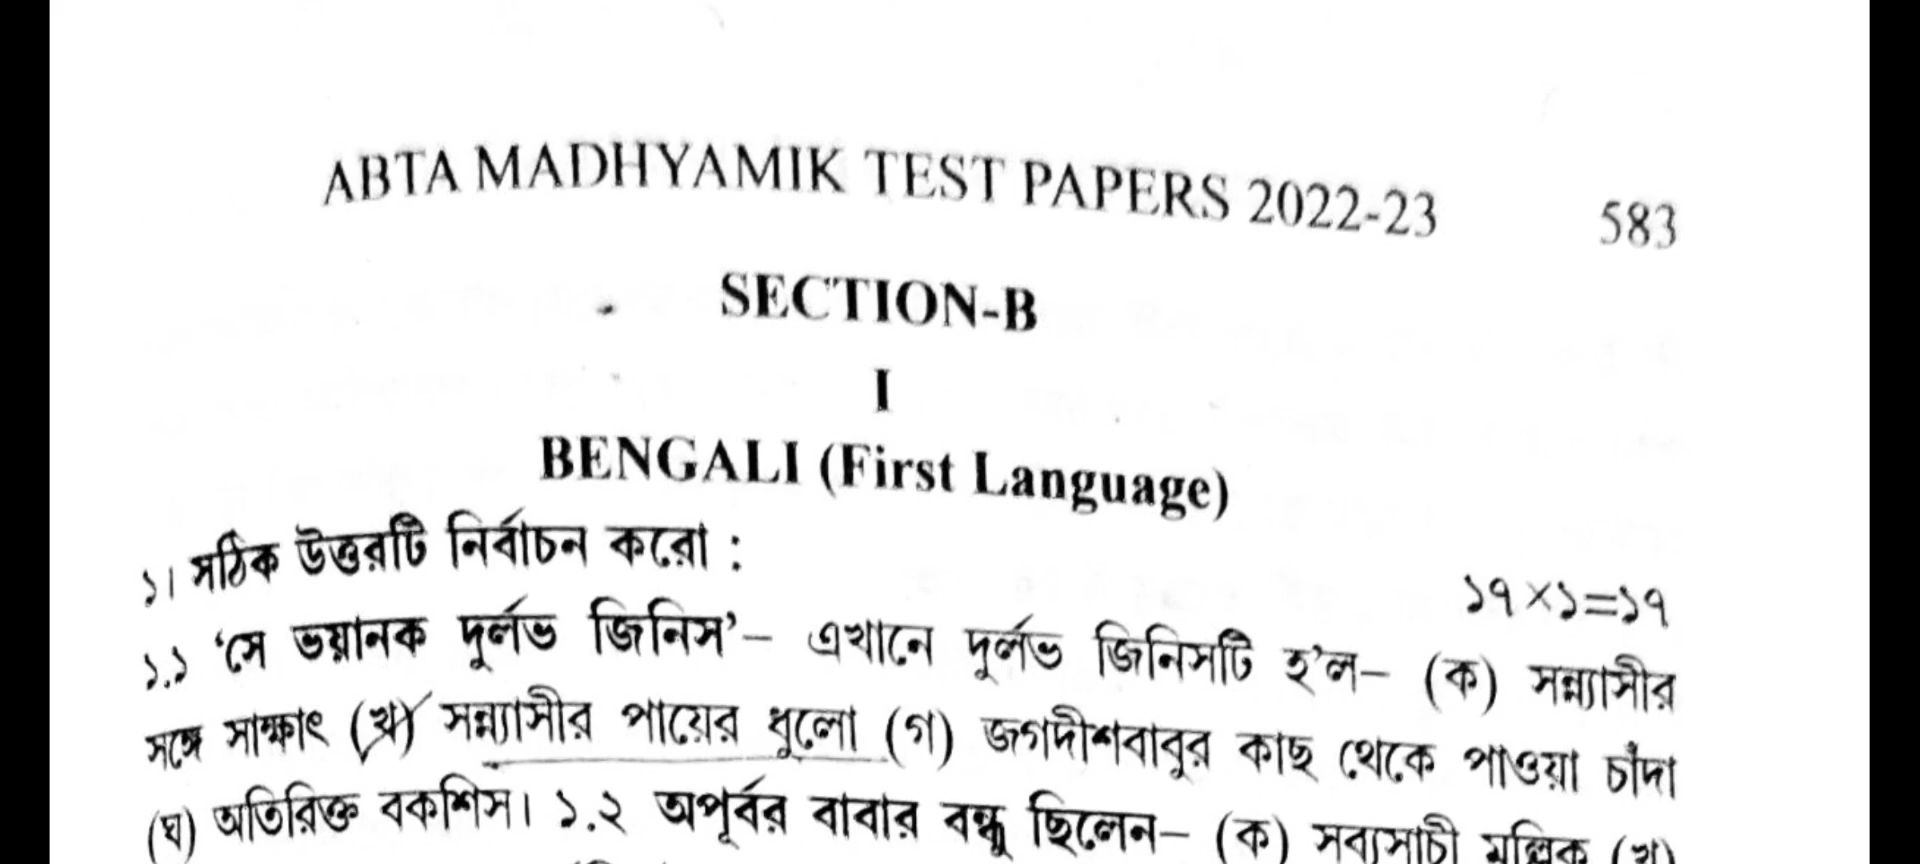 ABTA MADHYAMIK TEST PAPERS 2022-23 583
SECTION-B
I
BENGALI (First Language)
১। সঠিক উত্তরটি নির্বাচন করো : ১৭×১=১৭
১.১ ‘সে ভয়ানক দুর্লভ জিনিস’– এখানে দুর্লভ জিনিসটি হ’ল– (ক) সন্ন্যাসীর
সঙ্গে সাক্ষাৎ (খ) সন্ন্যাসীর পায়ের ধুলো (গ) জগদীশবাবুর কাছ থেকে পাওয়া চাঁদা
(ঘ) অতিরিক্ত বকশিস। ১.২ অপূর্বর বাবার বন্ধু ছিলেন– (ক) সব্যসাচী মল্লিক (খ)